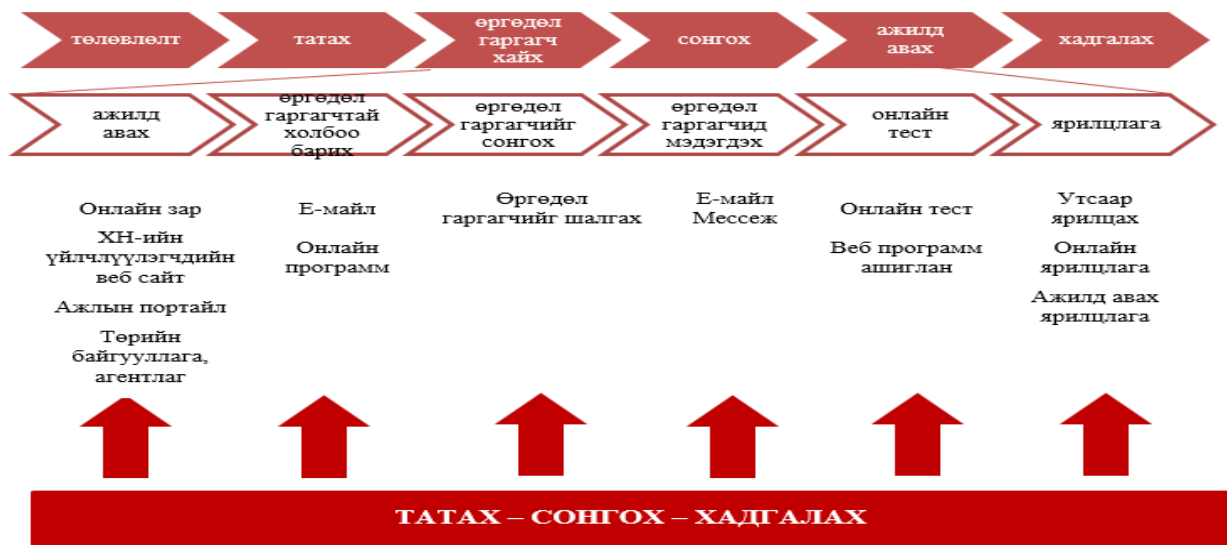 төлөвлөлт
татах
өргөдөл
гаргагч
хайх
сонгох
ажилд
авах
хадгалах
ажилд
авах
өргөдөл
гаргагчтай
холбоо
барих
өргөдөл
гаргагчийг
сонгох
өргөдөл
гаргагчид
мэдэгдэх
онлайн
тест
ярилцлага
Онлайн зар
ХН-ийн
үйлчлүүлэгчдийн
веб сайт
Ажлын портайл
Төрийн
байгууллага,
агентлаг
Е-майл
Онлайн
программ
Өргөдөл
гаргагчийг шалгах
Е-майл
Мессеж
Онлайн тест
Веб программ
ашиглан
Утсаар
ярилцах
Онлайн
ярилцлага
Ажилд авах
ярилцлага
ТАТАХ – СОНГОХ – ХАДГАЛАХ